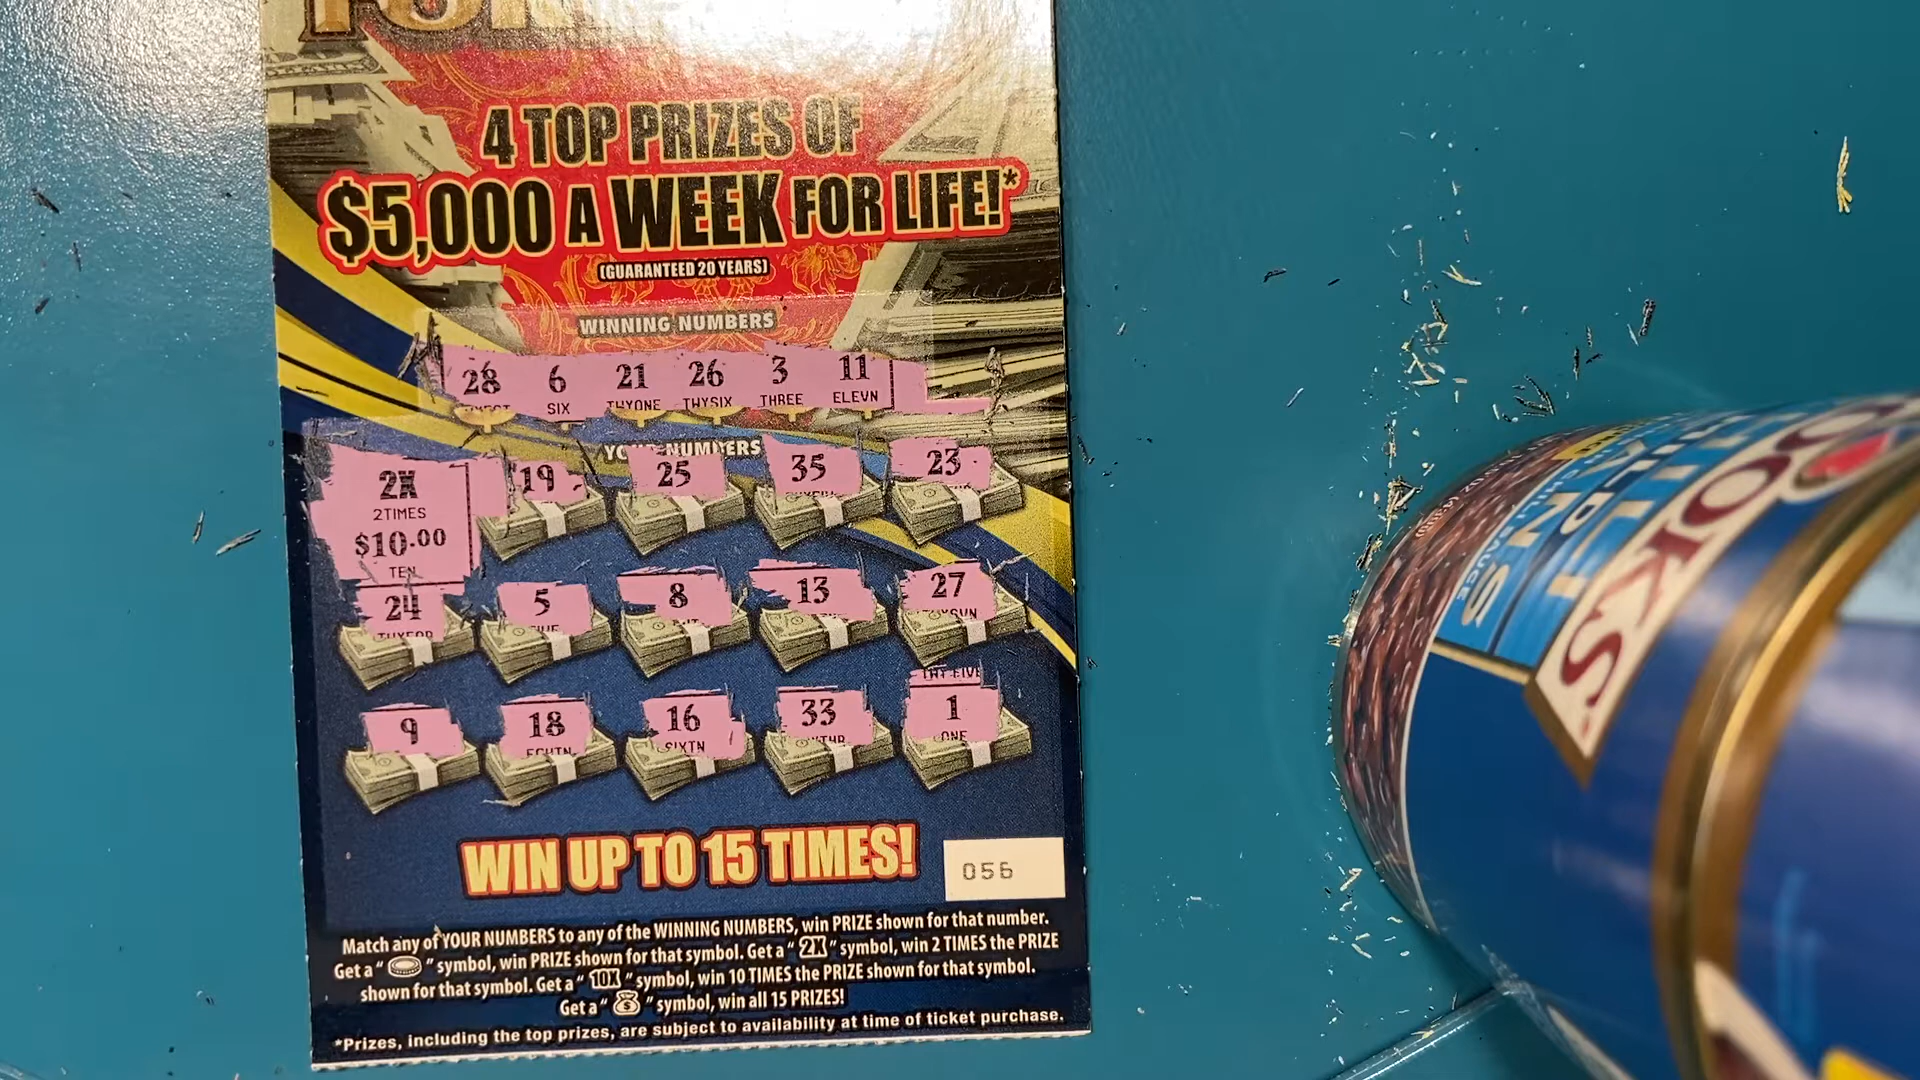 4 TOP PRIZES OF
$5,000 A WEEK FOR LIFE!*
(GUARANTEED 20 YEARS)
WINNING NUMBERS
28 6 21 26 3 11
SIX THYONE TWYSIX THREE ELEVN
YOUR NUMBERS
2X 19 25 35 23
2TIMES
$10.00
TEN
24 5 8 13 27
9 18 16 33 1
SIXTN ONE
WIN UP TO 15 TIMES!
056
Match any of YOUR NUMBERS to any of the WINNING NUMBERS, win PRIZE shown for that number.
Get a " " symbol, win PRIZE shown for that symbol. Get a " 2X " symbol, win 2 TIMES the PRIZE
shown for that symbol. Get a " 10X " symbol, win 10 TIMES the PRIZE shown for that symbol.
Get a " " symbol, win all 15 PRIZES!
*Prizes, including the top prizes, are subject to availability at time of ticket purchase.
OOKS
CHILI SAUCE